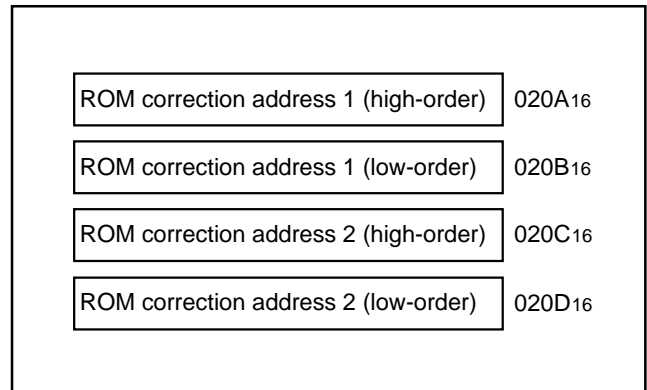 ROM correction address 1 (high-order) 020A16
ROM correction address 1 (low-order) 020B16
ROM correction address 2 (high-order) 020C16
ROM correction address 2 (low-order) 020D16